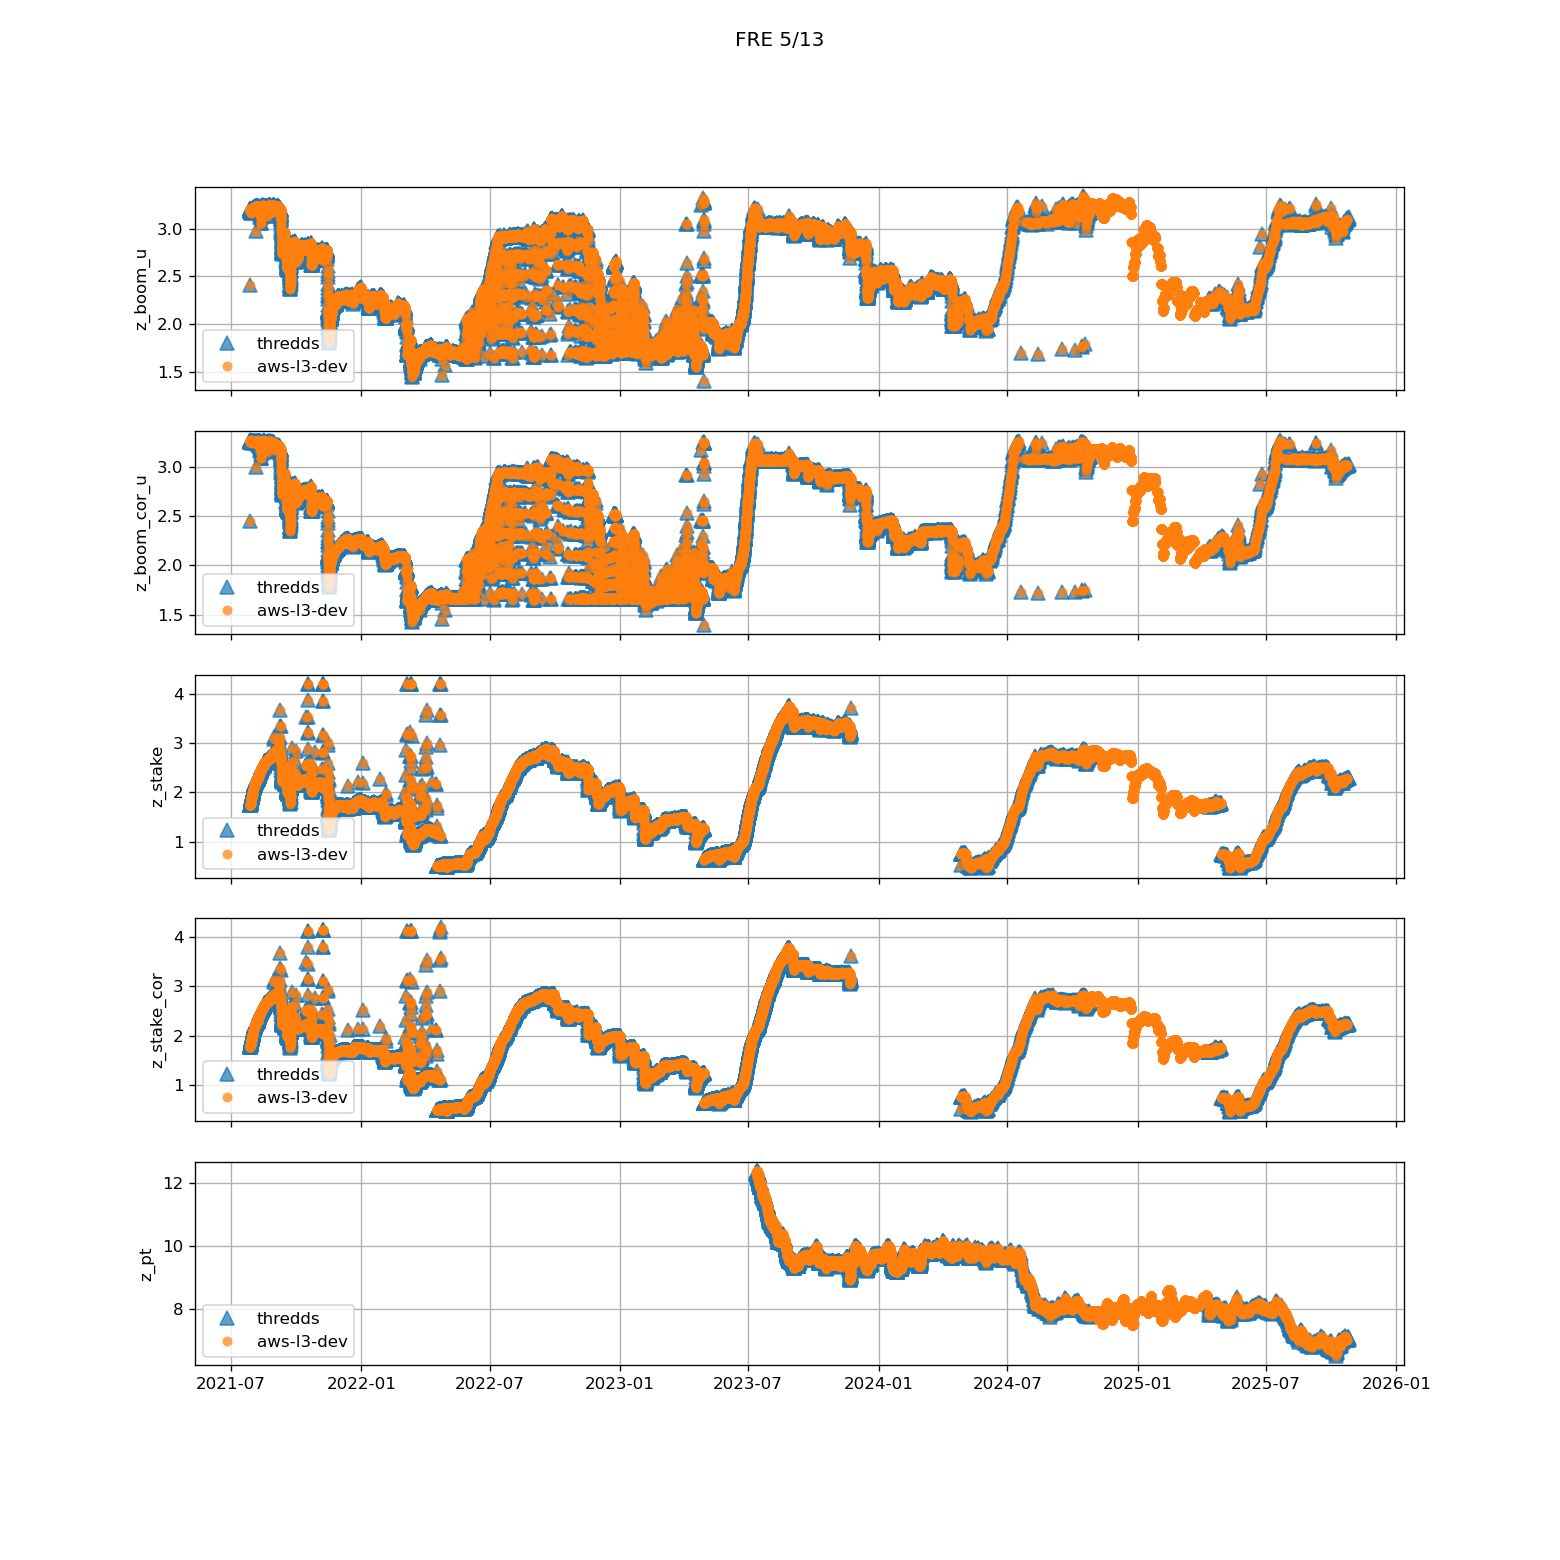 FRE 5/13
z_boom_u
3.0
2.5
2.0
1.5
thredds
aws-l3-dev
z_boom_cor_u
3.0
2.5
2.0
1.5
thredds
aws-l3-dev
z_stake
4
3
2
1
thredds
aws-l3-dev
z_stake_cor
4
3
2
1
thredds
aws-l3-dev
z_pt
12
10
8
thredds
aws-l3-dev
2021-07 2022-01 2022-07 2023-01 2023-07 2024-01 2024-07 2025-01 2025-07 2026-01